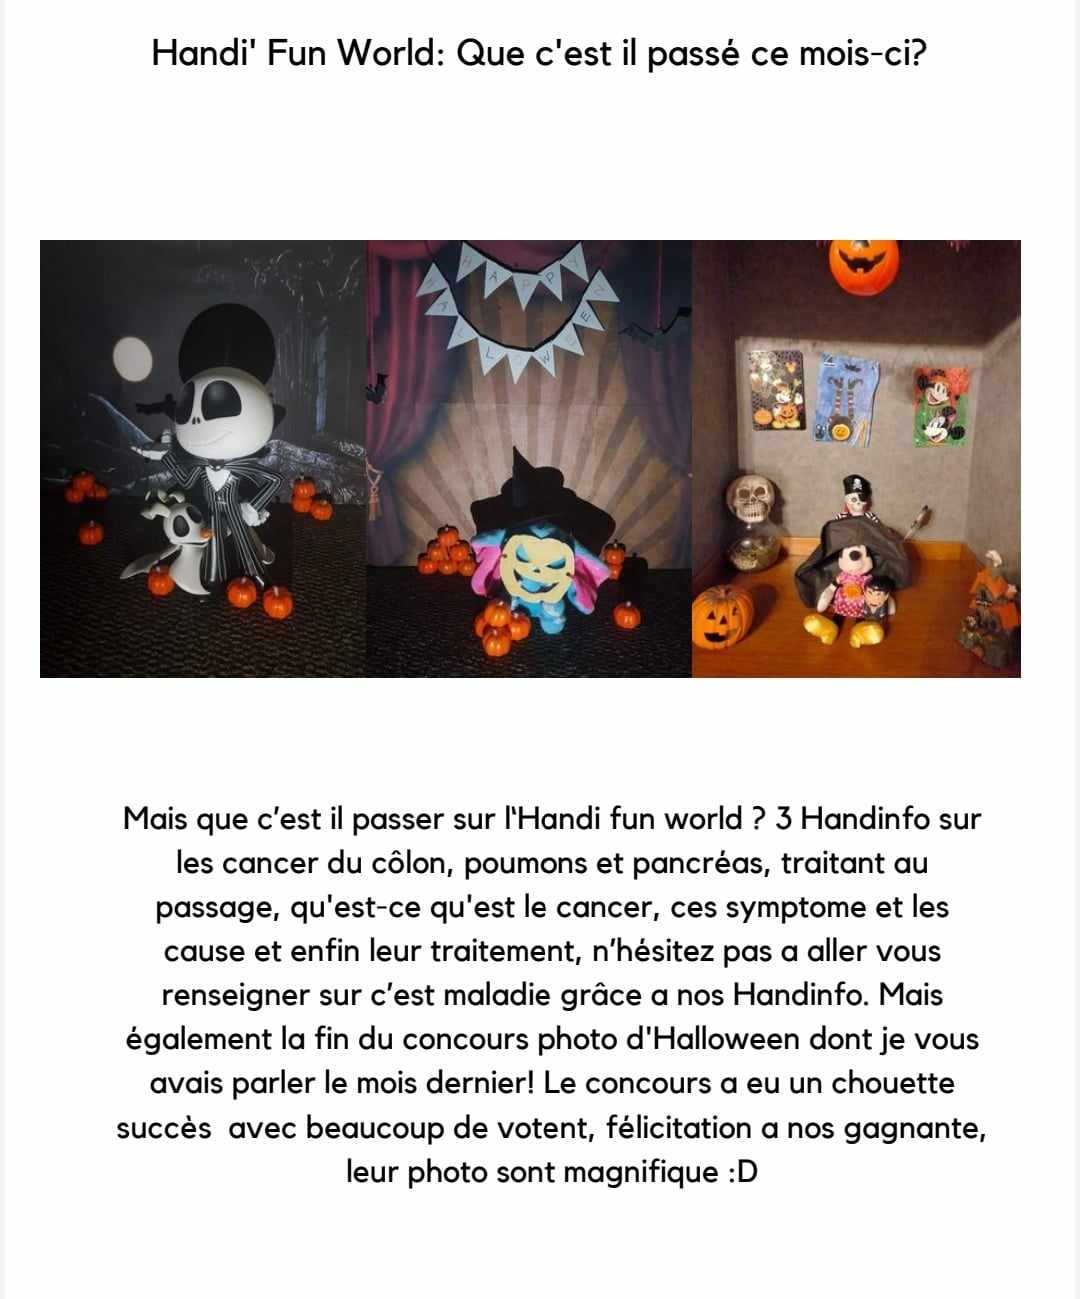 Handi' Fun World: Que c'est il passé ce mois-ci?
HAPPY
HALLOWEEN
Mais que c’est il passer sur l‘Handi fun world ? 3 Handinfo sur
les cancer du côlon, poumons et pancréas, traitant au
passage, qu'est-ce qu'est le cancer, ces symptome et les
cause et enfin leur traitement, n’hésitez pas a aller vous
renseigner sur c’est maladie grâce a nos Handinfo. Mais
également la fin du concours photo d'Halloween dont je vous
avais parler le mois dernier! Le concours a eu un chouette
succès  avec beaucoup de votent, félicitation a nos gagnante,
leur photo sont magnifique :D